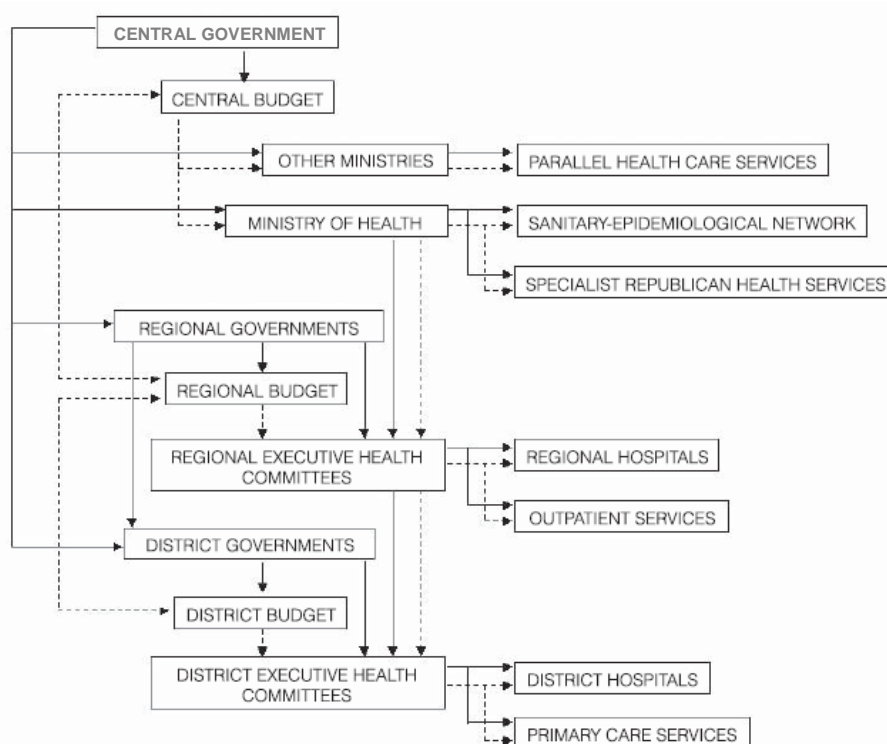 CENTRAL GOVERNMENT
CENTRAL BUDGET
OTHER MINISTRIES
PARALLEL HEALTH CARE SERVICES
MINISTRY OF HEALTH
SANITARY-EPIDEMIOLOGICAL NETWORK
SPECIALIST REPUBLICAN HEALTH SERVICES
REGIONAL GOVERNMENTS
REGIONAL BUDGET
REGIONAL EXECUTIVE HEALTH
COMMITTEES
REGIONAL HOSPITALS
OUTPATIENT SERVICES
DISTRICT GOVERNMENTS
DISTRICT BUDGET
DISTRICT EXECUTIVE HEALTH
COMMITTEES
DISTRICT HOSPITALS
PRIMARY CARE SERVICES